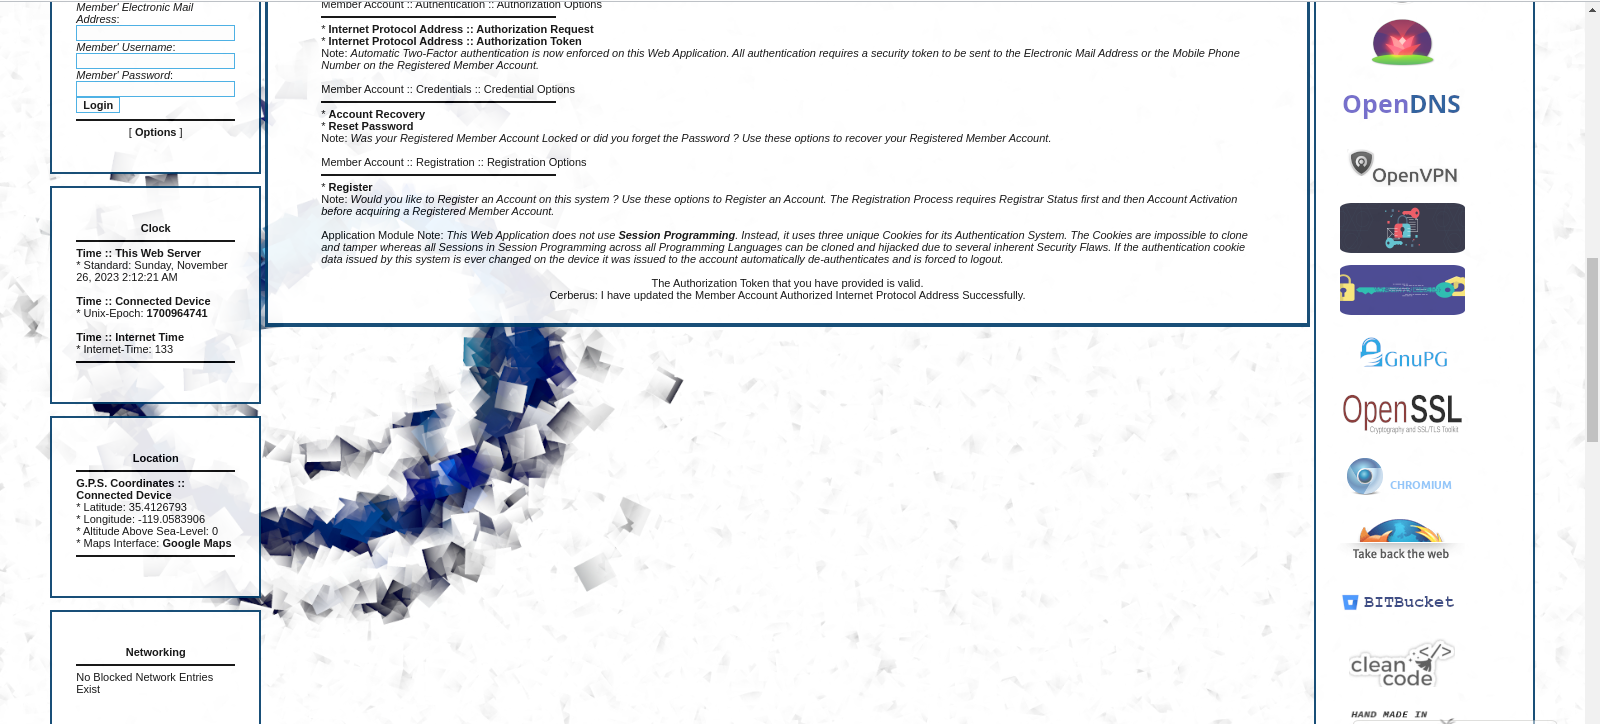 Member' Electronic Mail
Address:
Member' Username:
Member' Password:
Login
[ Options ]
Clock
Time :: This Web Server
* Standard: Sunday, November
26, 2023 2:12:21 AM
Time :: Connected Device
* Unix-Epoch: 1700964741
Time :: Internet Time
* Internet-Time: 133
Location
G.P.S. Coordinates ::
Connected Device
* Latitude: 35.4126793
* Longitude: -119.0583906
* Altitude Above Sea-Level: 0
* Maps Interface: Google Maps
Networking
No Blocked Network Entries
Exist
Member Account :: Authentication :: Authorization Options
* Internet Protocol Address :: Authorization Request
* Internet Protocol Address :: Authorization Token
Note: Automatic Two-Factor authentication is now enforced on this Web Application. All authentication requires a security token to be sent to the Electronic Mail Address or the Mobile Phone
Number on the Registered Member Account.
Member Account :: Credentials :: Credential Options
* Account Recovery
* Reset Password
Note: Was your Registered Member Account Locked or did you forget the Password ? Use these options to recover your Registered Member Account.
Member Account :: Registration :: Registration Options
* Register
Note: Would you like to Register an Account on this system ? Use these options to Register an Account. The Registration Process requires Registrar Status first and then Account Activation
before acquiring a Registered Member Account.
Application Module Note: This Web Application does not use Session Programming. Instead, it uses three unique Cookies for its Authentication System. The Cookies are impossible to clone
and tamper whereas all Sessions in Session Programming across all Programming Languages can be cloned and hijacked due to several inherent Security Flaws. If the authentication cookie
data issued by this system is ever changed on the device it was issued to the account automatically de-authenticates and is forced to logout.
The Authorization Token that you have provided is valid.
Cerberus: I have updated the Member Account Authorized Internet Protocol Address Successfully.
OpenDNS
OpenVPN
GnuPG
OpenSSL
Cryptography and SSL/TLS Toolkit
CHROMIUM
Take back the web
BITBucket
clean </>
code
HAND MADE IN